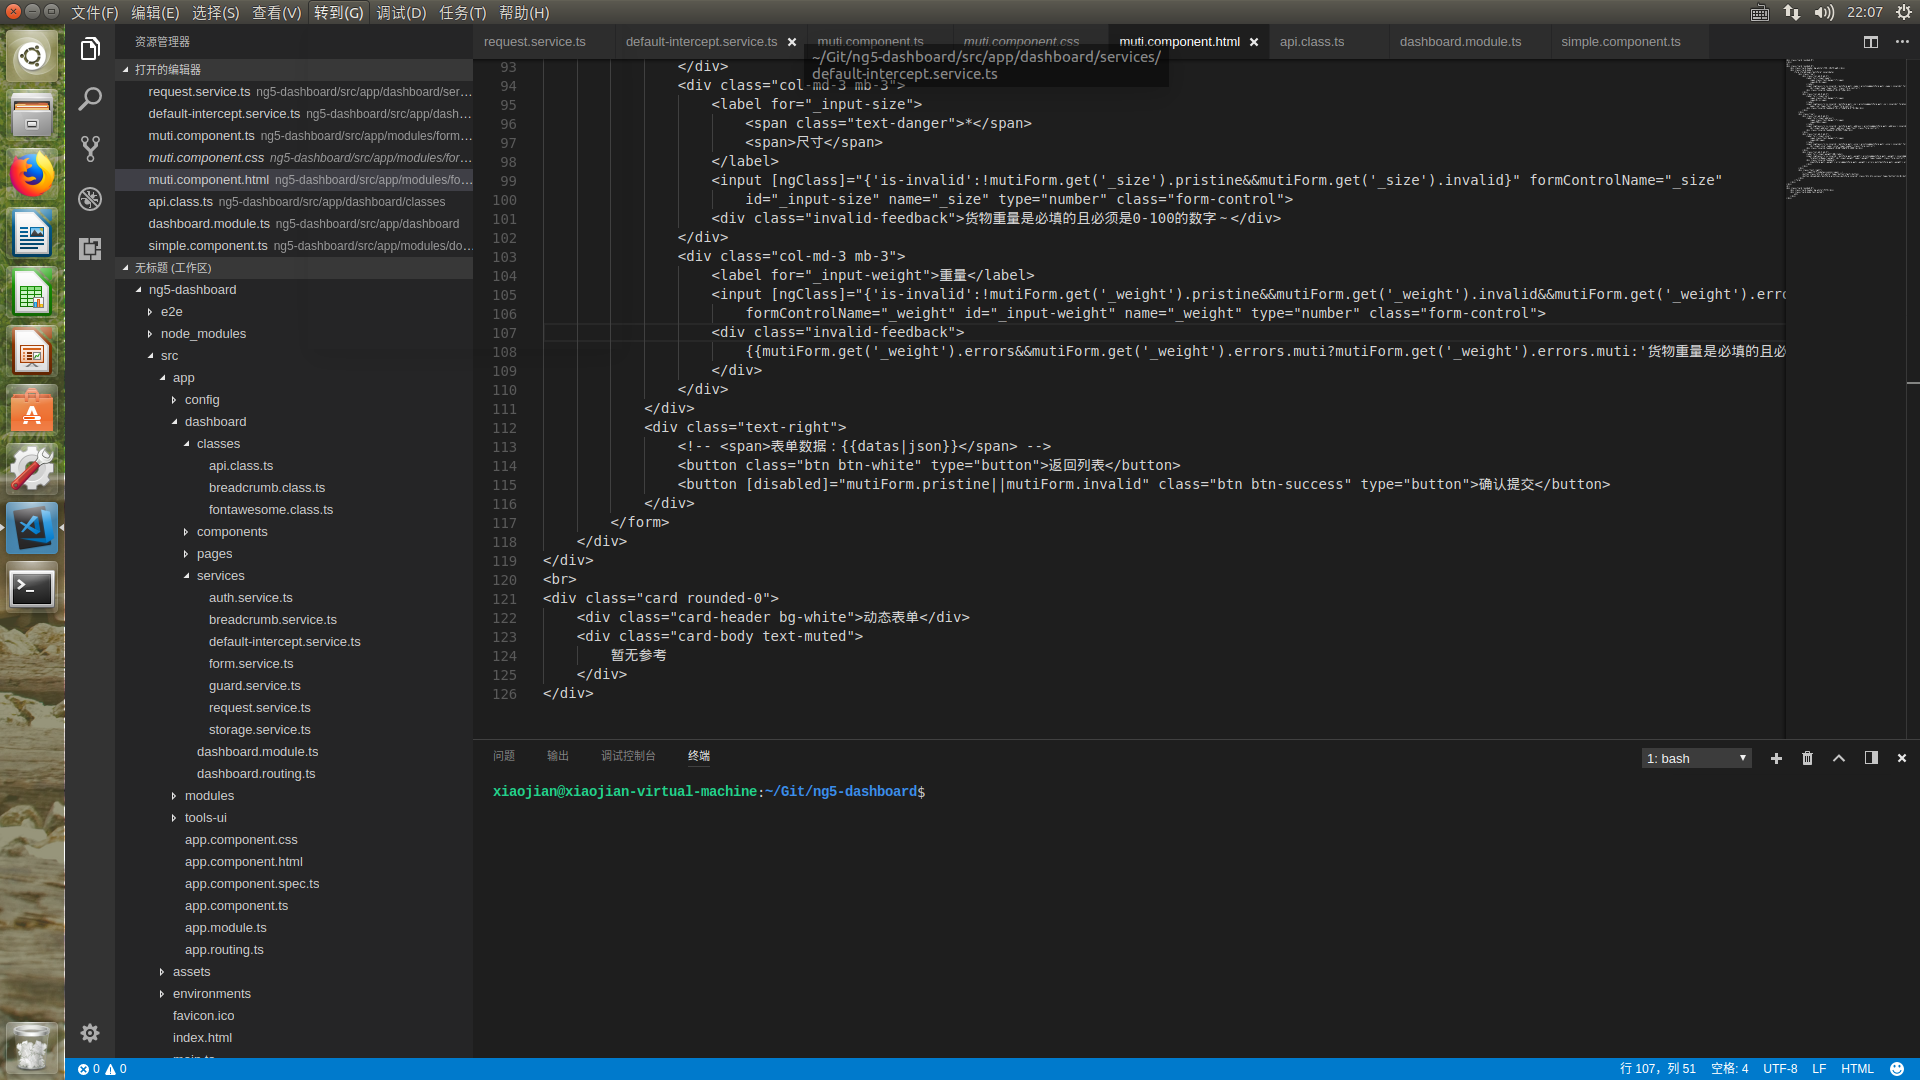 文件(F) 编辑(E) 选择(S) 查看(V) 转到(G) 调试(D) 任务(T) 帮助(H)
22:07
资源管理器
打开的编辑器
request.service.ts ng5-dashboard/src/app/dashboard/ser...
default-intercept.service.ts ng5-dashboard/src/app/dash...
muti.component.ts ng5-dashboard/src/app/modules/form...
muti.component.css ng5-dashboard/src/app/modules/for...
muti.component.html ng5-dashboard/src/app/modules/fo...
api.class.ts ng5-dashboard/src/app/dashboard/classes
dashboard.module.ts ng5-dashboard/src/app/dashboard
simple.component.ts ng5-dashboard/src/app/modules/do...
无标题 (工作区)
ng5-dashboard
e2e
node_modules
src
app
config
dashboard
classes
api.class.ts
breadcrumb.class.ts
fontawesome.class.ts
components
pages
services
auth.service.ts
breadcrumb.service.ts
default-intercept.service.ts
form.service.ts
guard.service.ts
request.service.ts
storage.service.ts
dashboard.module.ts
dashboard.routing.ts
modules
tools-ui
app.component.css
app.component.html
app.component.spec.ts
app.component.ts
app.module.ts
app.routing.ts
assets
environments
favicon.ico
index.html
request.service.ts default-intercept.service.ts muti.component.ts muti.component.css muti.component.html api.class.ts dashboard.module.ts simple.component.ts
~/Git/ng5-dashboard/src/app/dashboard/services/
default-intercept.service.ts
93 </div>
94 <div class="col-md-3 mb-3">
95 <label for="_input-size">
96 <span class="text-danger">*</span>
97 <span>尺寸</span>
98 </label>
99 <input [ngClass]="{'is-invalid':!mutiForm.get('_size').pristine&&mutiForm.get('_size').invalid}" formControlName="_size"
100 id="_input-size" name="_size" type="number" class="form-control">
101 <div class="invalid-feedback">货物重量是必填的且必须是0-100的数字～</div>
102 </div>
103 <div class="col-md-3 mb-3">
104 <label for="_input-weight">重量</label>
105 <input [ngClass]="{'is-invalid':!mutiForm.get('_weight').pristine&&mutiForm.get('_weight').invalid&&mutiForm.get('_weight').erro
106 formControlName="_weight" id="_input-weight" name="_weight" type="number" class="form-control">
107 <div class="invalid-feedback">
108 {{mutiForm.get('_weight').errors&&mutiForm.get('_weight').errors.muti?mutiForm.get('_weight').errors.muti:'货物重量是必填的且必
109 </div>
110 </div>
111 </div>
112 <div class="text-right">
113 <!-- <span>表单数据：{{datas|json}}</span> -->
114 <button class="btn btn-white" type="button">返回列表</button>
115 <button [disabled]="mutiForm.pristine||mutiForm.invalid" class="btn btn-success" type="button">确认提交</button>
116 </div>
117 </form>
118 </div>
119 </div>
120 <br>
121 <div class="card rounded-0">
122 <div class="card-header bg-white">动态表单</div>
123 <div class="card-body text-muted">
124 暂无参考
125 </div>
126 </div>
问题 输出 调试控制台 终端
1: bash
xiaojian@xiaojian-virtual-machine:~/Git/ng5-dashboard$
0 0
行 107，列 51 空格: 4 UTF-8 LF HTML